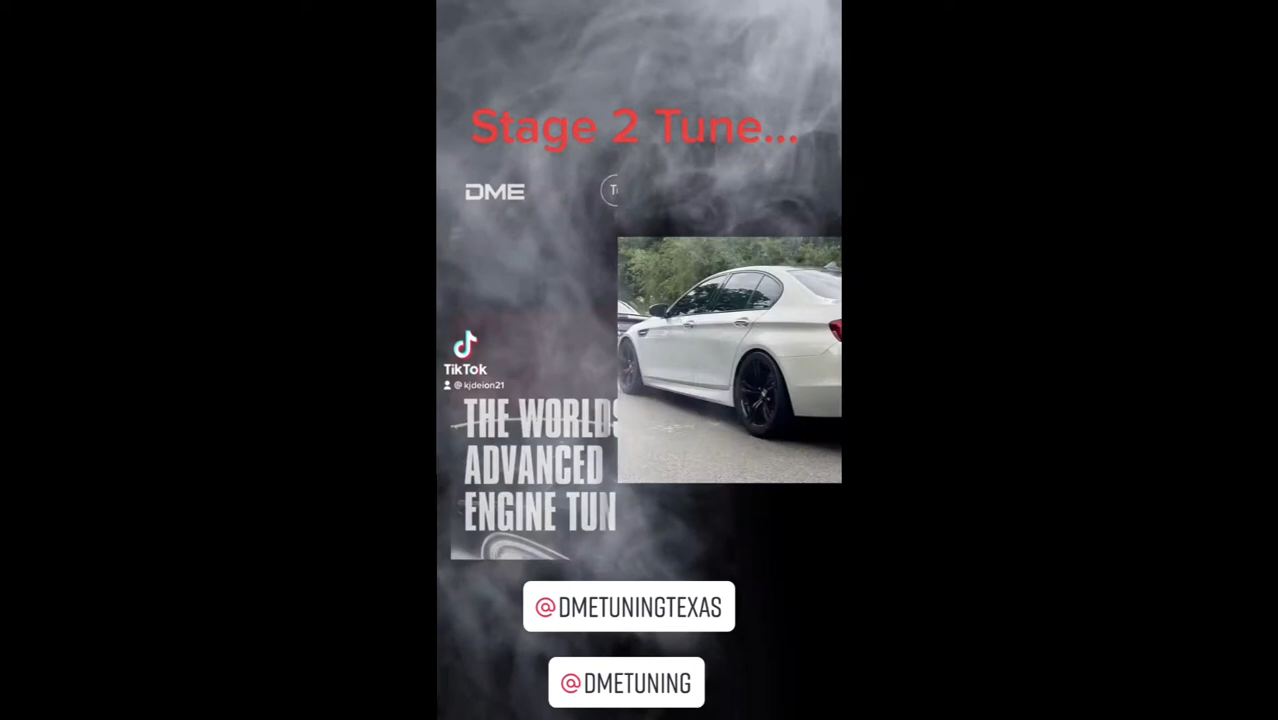 Stage 2 Tune...
DME
TikTok
@kjdeion21
THE WORLDS
ADVANCED
ENGINE TUN
@DMETUNINGTEXAS
@DMETUNING